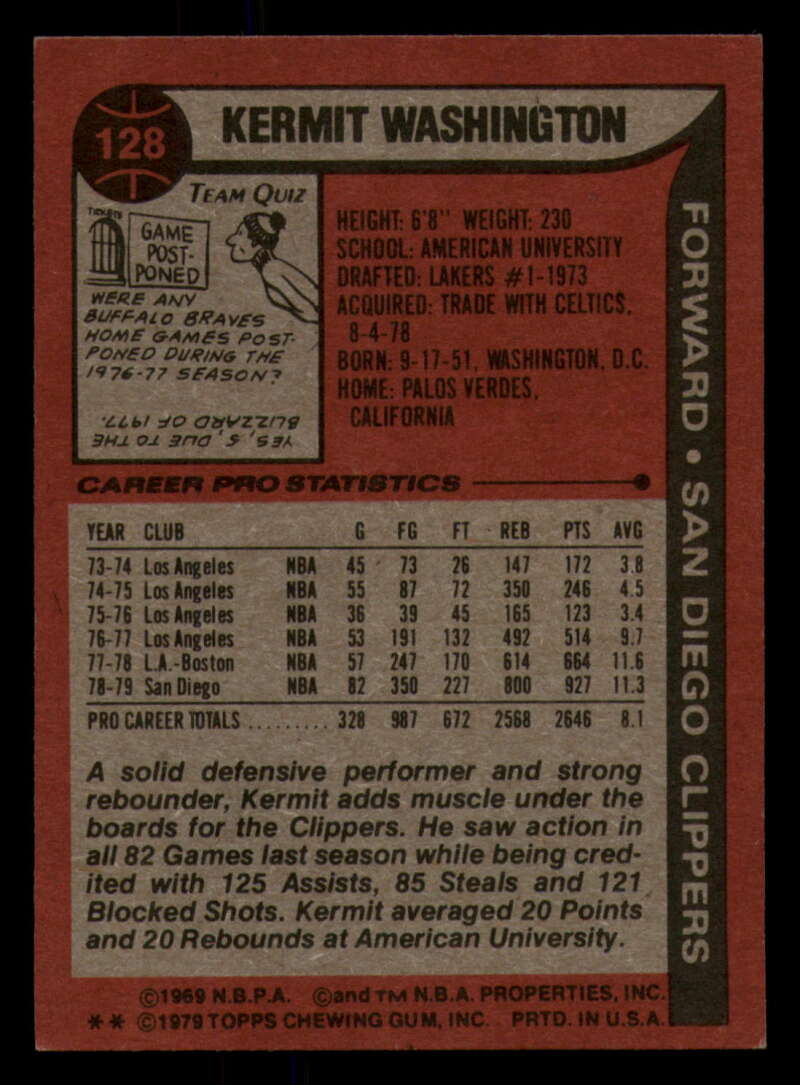 128
KERMIT WASHINGTON
TEAM QUIZ
TICKETS
GAME
POST-
PONED
WERE ANY
BUFFALO BRAVES
HOME GAMES POST-
PONED DURING THE
1976-77 SEASON?
YES, 5, DUE TO THE
BLIZZARD OF 1977.
HEIGHT: 6'8" WEIGHT: 230
SCHOOL: AMERICAN UNIVERSITY
DRAFTED: LAKERS #1-1973
ACQUIRED: TRADE WITH CELTICS,
8-4-78
BORN: 9-17-51, WASHINGTON, D.C.
HOME: PALOS VERDES,
CALIFORNIA
FORWARD • SAN DIEGO CLIPPERS
CAREER PRO STATISTICS
YEAR CLUB G FG FT REB PTS AVG
73-74 Los Angeles NBA 45 73 26 147 172 3.8
74-75 Los Angeles NBA 55 87 72 350 246 4.5
75-76 Los Angeles NBA 36 39 45 165 123 3.4
76-77 Los Angeles NBA 53 191 132 492 514 9.7
77-78 L.A.-Boston NBA 57 247 170 614 664 11.6
78-79 San Diego NBA 82 350 227 800 927 11.3
PRO CAREER TOTALS ......... 328 987 672 2568 2646 8.1
A solid defensive performer and strong
rebounder, Kermit adds muscle under the
boards for the Clippers. He saw action in
all 82 Games last season while being cred-
ited with 125 Assists, 85 Steals and 121
Blocked Shots. Kermit averaged 20 Points
and 20 Rebounds at American University.
©1969 N.B.P.A. ©and TM N.B.A. PROPERTIES, INC.
** ©1979 TOPPS CHEWING GUM, INC. PRTD. IN U.S.A.